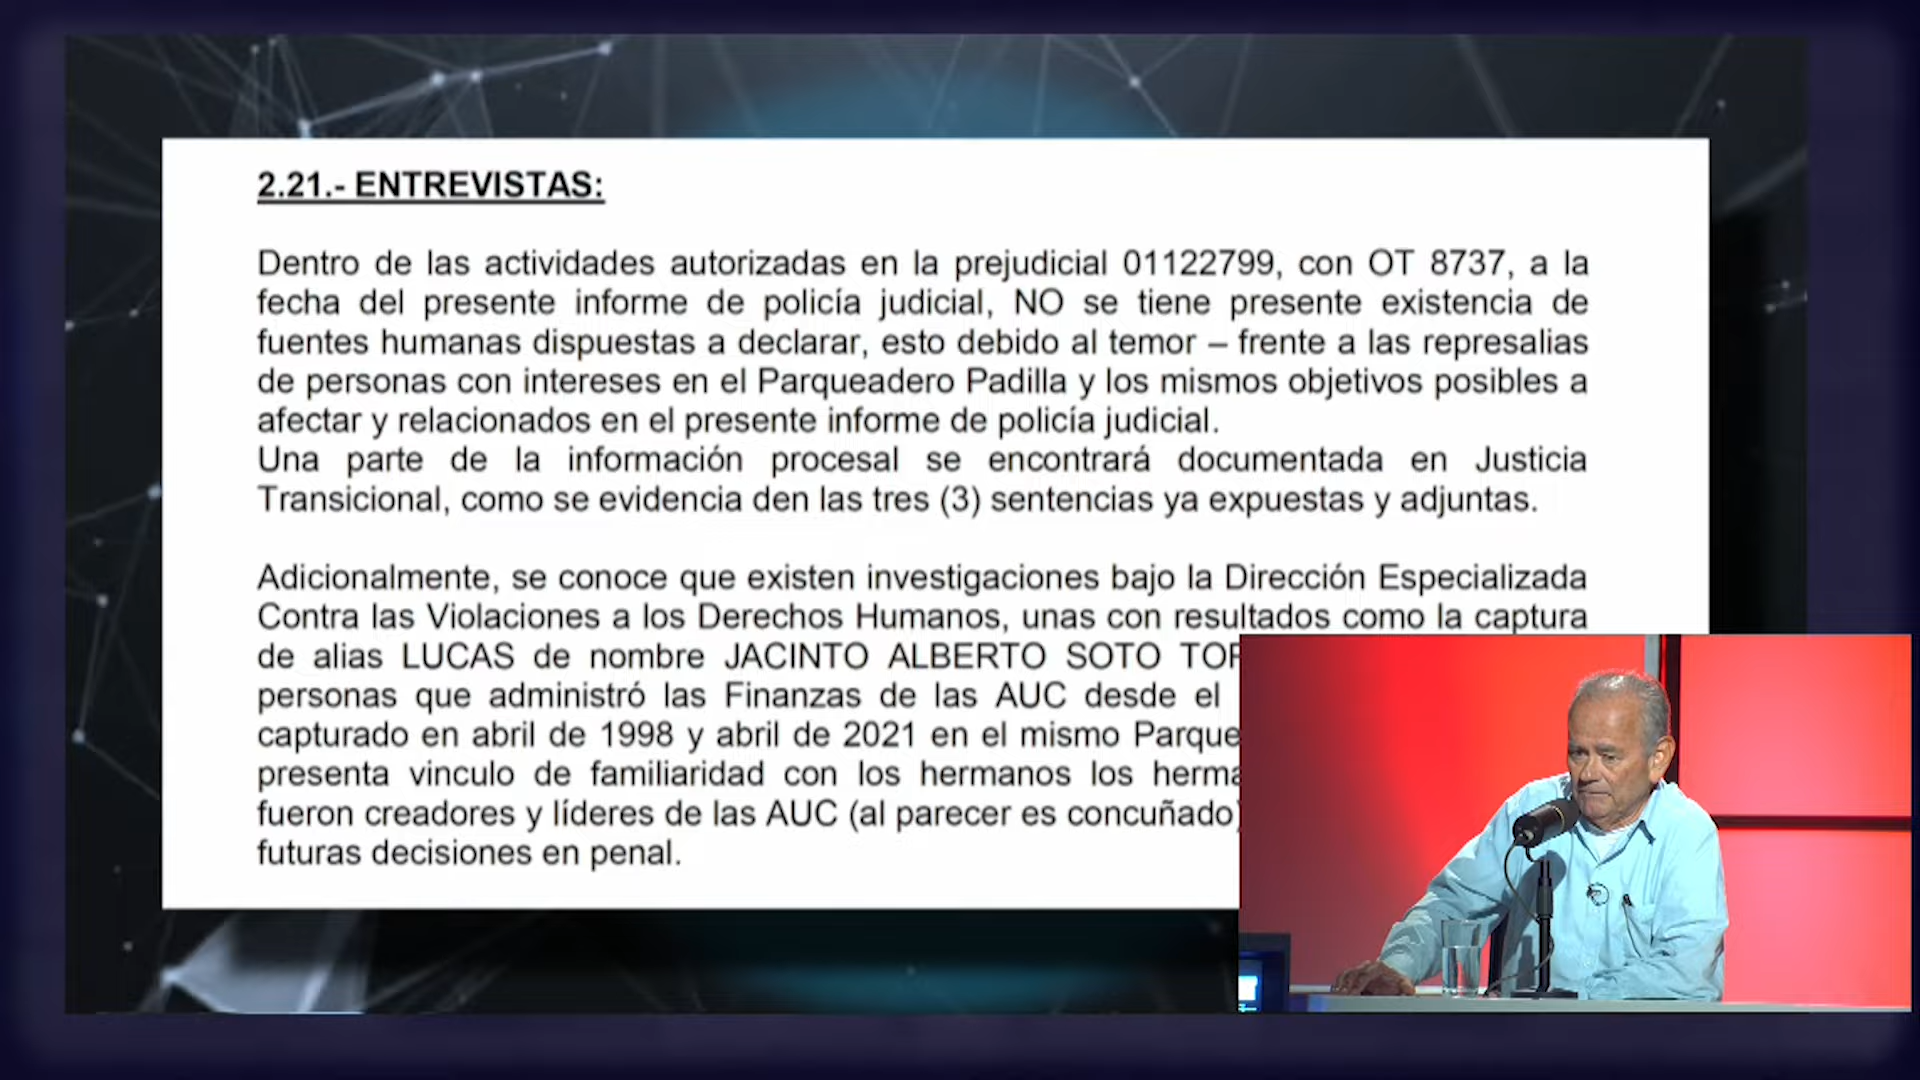 2.21.- ENTREVISTAS:
Dentro de las actividades autorizadas en la prejudicial 01122799, con OT 8737, a la
fecha del presente informe de policía judicial, NO se tiene presente existencia de
fuentes humanas dispuestas a declarar, esto debido al temor – frente a las represalias
de personas con intereses en el Parqueadero Padilla y los mismos objetivos posibles a
afectar y relacionados en el presente informe de policía judicial.
Una parte de la información procesal se encontrará documentada en Justicia
Transicional, como se evidencia den las tres (3) sentencias ya expuestas y adjuntas.
Adicionalmente, se conoce que existen investigaciones bajo la Dirección Especializada
Contra las Violaciones a los Derechos Humanos, unas con resultados como la captura
de alias LUCAS de nombre JACINTO ALBERTO SOTO
personas que administró las Finanzas de las AUC desde el
capturado en abril de 1998 y abril de 2021 en el mismo
presenta vinculo de familiaridad con los hermanos los
fueron creadores y líderes de las AUC (al parecer es concuñado)
futuras decisiones en penal.